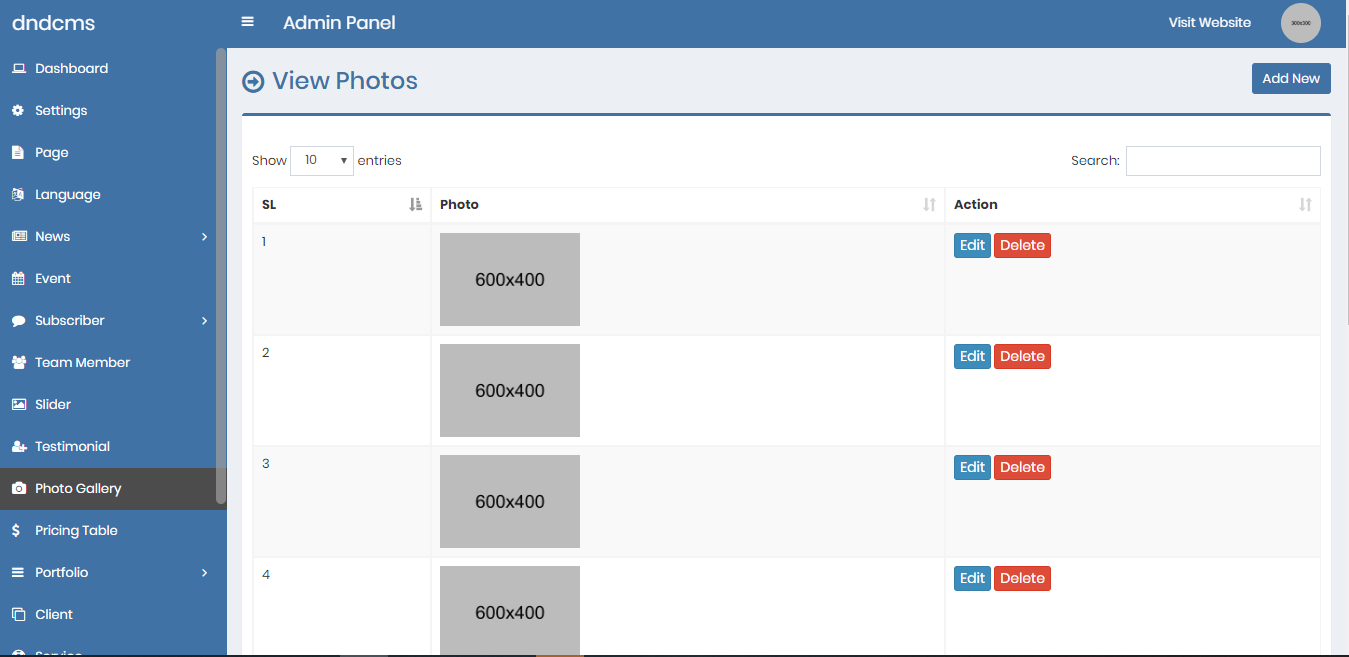 dndcms
Admin Panel
Visit Website
300x300
Dashboard
Settings
Page
Language
News
Event
Subscriber
Team Member
Slider
Testimonial
Photo Gallery
Pricing Table
Portfolio
Client
Service
View Photos
Add New
Show 10 entries
Search:
SL Photo Action
1 600x400 Edit Delete
2 600x400 Edit Delete
3 600x400 Edit Delete
4 600x400 Edit Delete